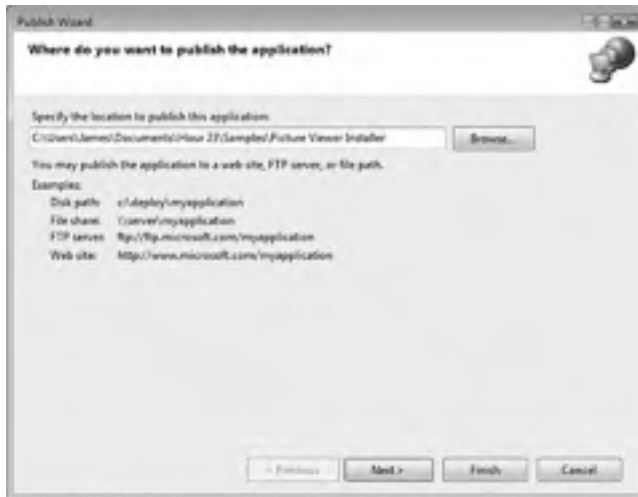 Publish Wizard
Where do you want to publish the application?
Specify the location to publish this application:
C:\Users\James\Documents\Hour 23\Samples\Picture Viewer Installer
Browse...
You may publish the application to a web site, FTP server, or file path.
Examples:
Disk path: c:\deploy\myapplication
File share: \\server\myapplication
FTP server: ftp://ftp.microsoft.com/myapplication
Web site: http://www.microsoft.com/myapplication
< Previous
Next >
Finish
Cancel